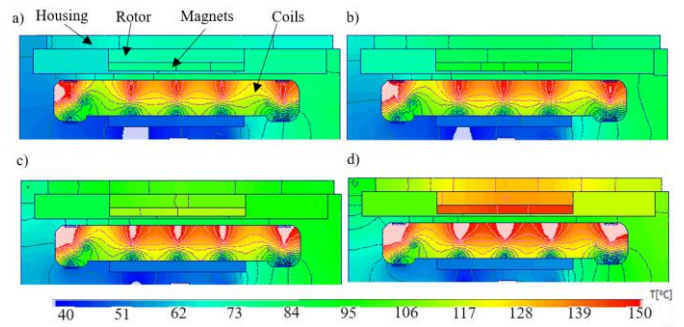 a) Housing Rotor Magnets Coils b)
c) d)
T[ºC]
40 51 62 73 84 95 106 117 128 139 150